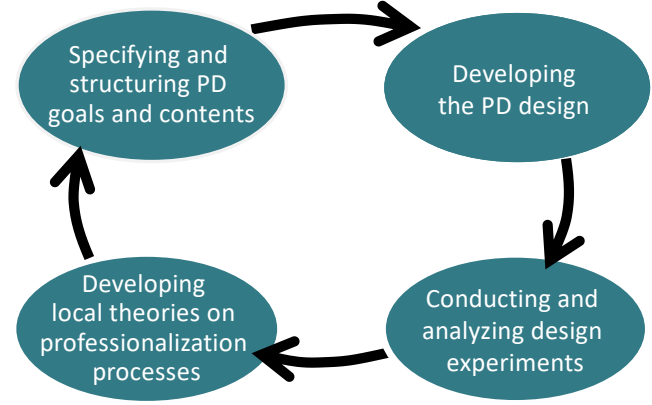 Specifying and
structuring PD
goals and contents
Developing
the PD design
Conducting and
analyzing design
experiments
Developing
local theories on
professionalization
processes